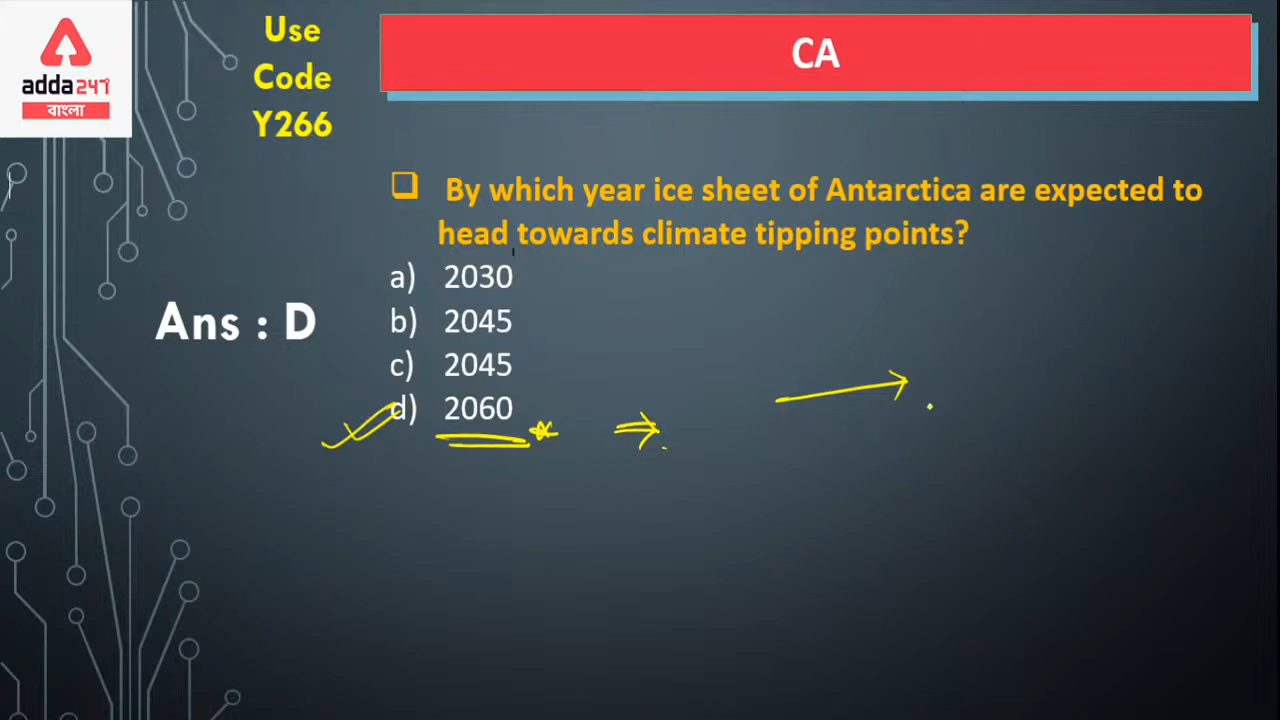 adda247
বাংলা
Use
Code
Y266
CA
By which year ice sheet of Antarctica are expected to
head towards climate tipping points?
a) 2030
b) 2045
c) 2045
d) 2060
Ans : D